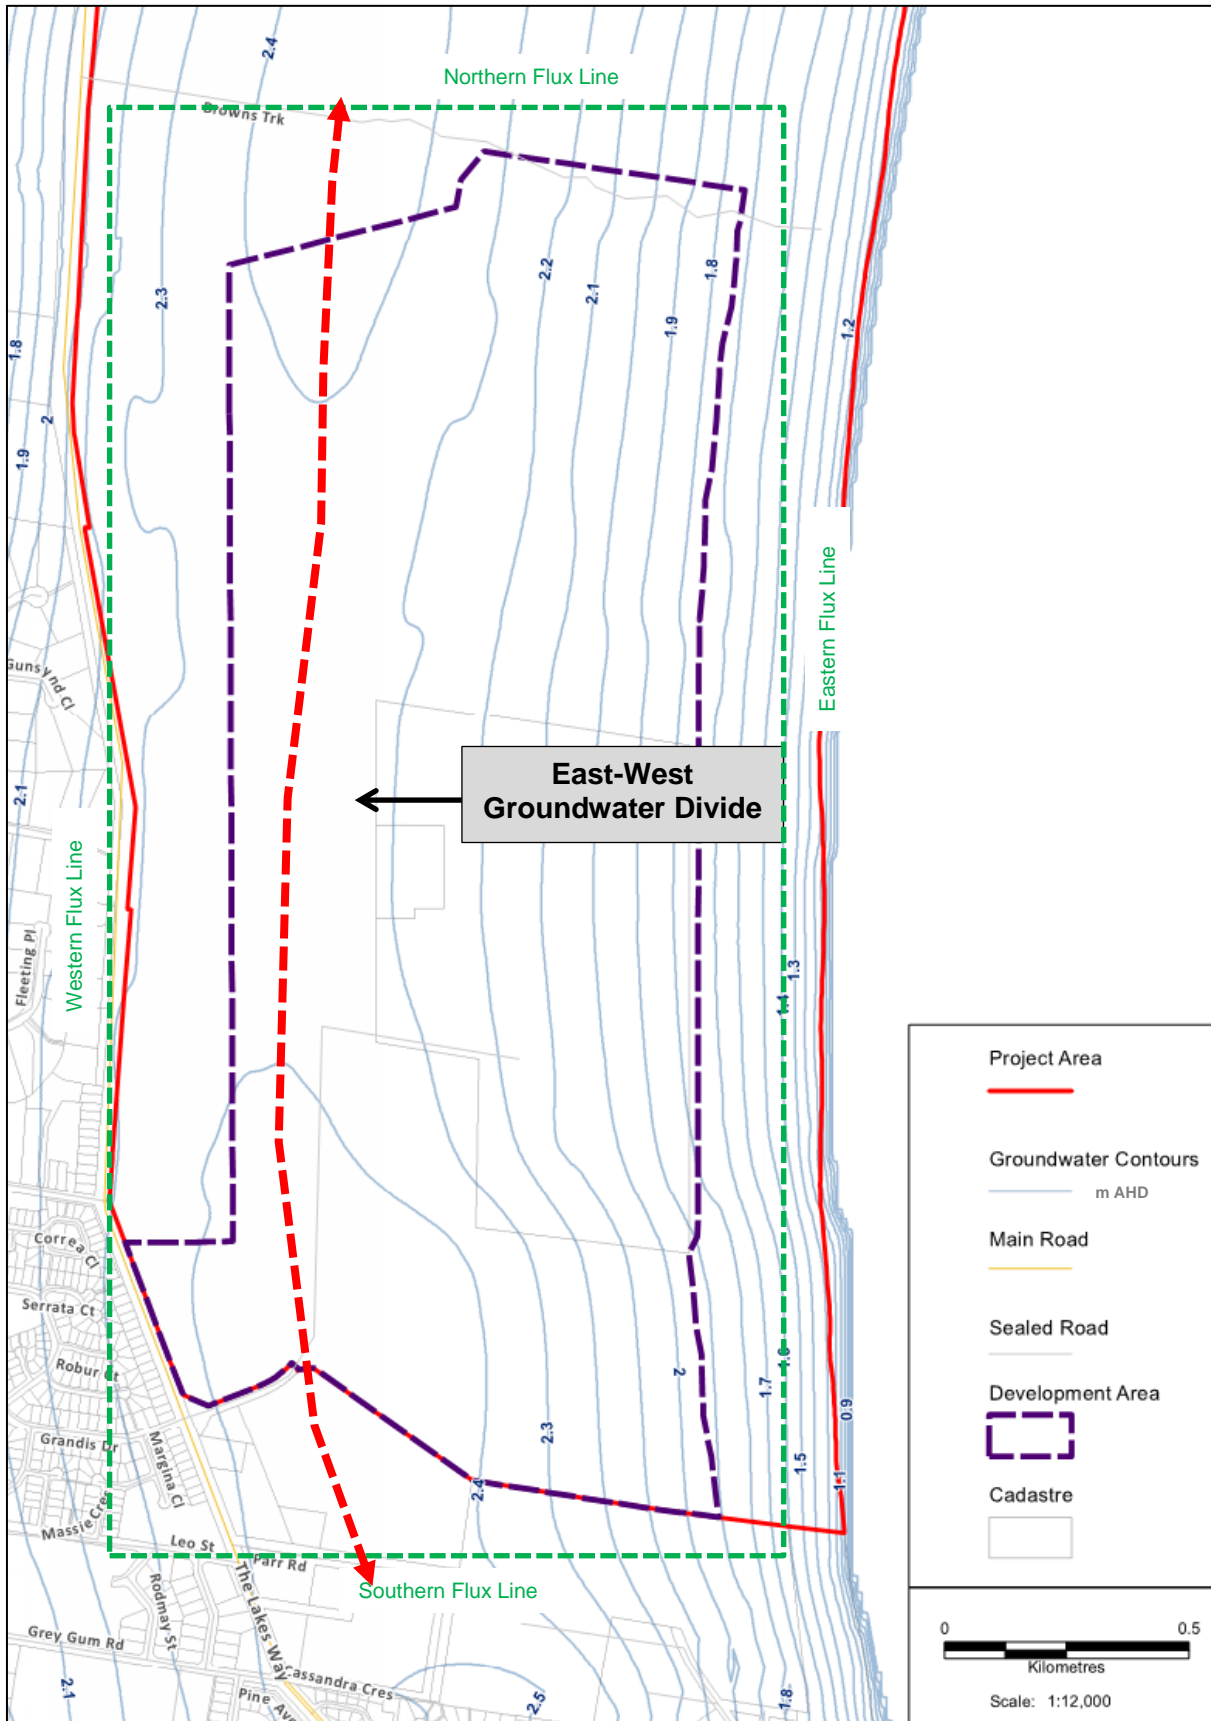 2.4
Northern Flux Line
Browns Trk
2.3
2.2
2.1
1.8
1.9
1.2
1.8
2
1.9
Eastern Flux Line
Gunsynd Cl
2.1
East-West
Groundwater Divide
Western Flux Line
Fleeting Pl
1.3
1.4
Correa Cl
Serrata Ct
Robur Ct
Grandis Dr
Margina Cl
Massie Cres
Leo St
Parr Rd
The Lakes Way
Rodmay St
Grey Gum Rd
Cassandra Cres
Pine Av
2.1
Southern Flux Line
2.5
1.8
2.4
2.3
2
1.7
1.6
1.5
0.9
1.1
Project Area
Groundwater Contours
m AHD
Main Road
Sealed Road
Development Area
Cadastre
0 0.5
Kilometres
Scale: 1:12,000